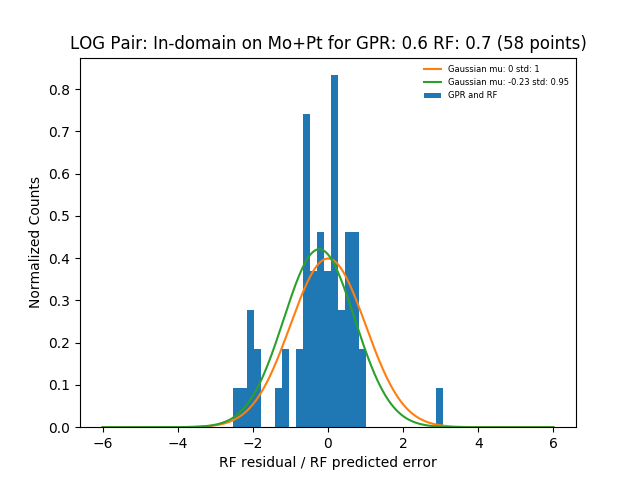 LOG Pair: In-domain on Mo+Pt for GPR: 0.6 RF: 0.7 (58 points)
Gaussian mu: 0 std: 1
Gaussian mu: -0.23 std: 0.95
GPR and RF
0.8
0.7
0.6
0.5
0.4
0.3
0.2
0.1
0.0
Normalized Counts
−6 −4 −2 0 2 4 6
RF residual / RF predicted error